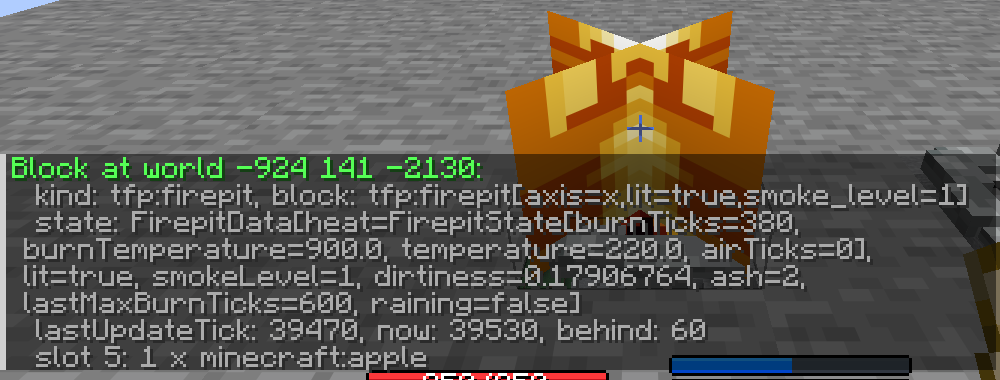 Block at world -924 141 -2130:
kind: tfp:firepit, block: tfp:firepit[axis=x,lit=true,smoke_level=1]
state: FirepitData[heat=FirepitState[burnTicks=380,
burnTemperature=900.0, temperature=220.0, airTicks=0],
lit=true, smokeLevel=1, dirtiness=0.17906764, ash=2,
lastMaxBurnTicks=600, raining=false]
lastUpdateTick: 39470, now: 39530, behind: 60
slot 5: 1 x minecraft:apple